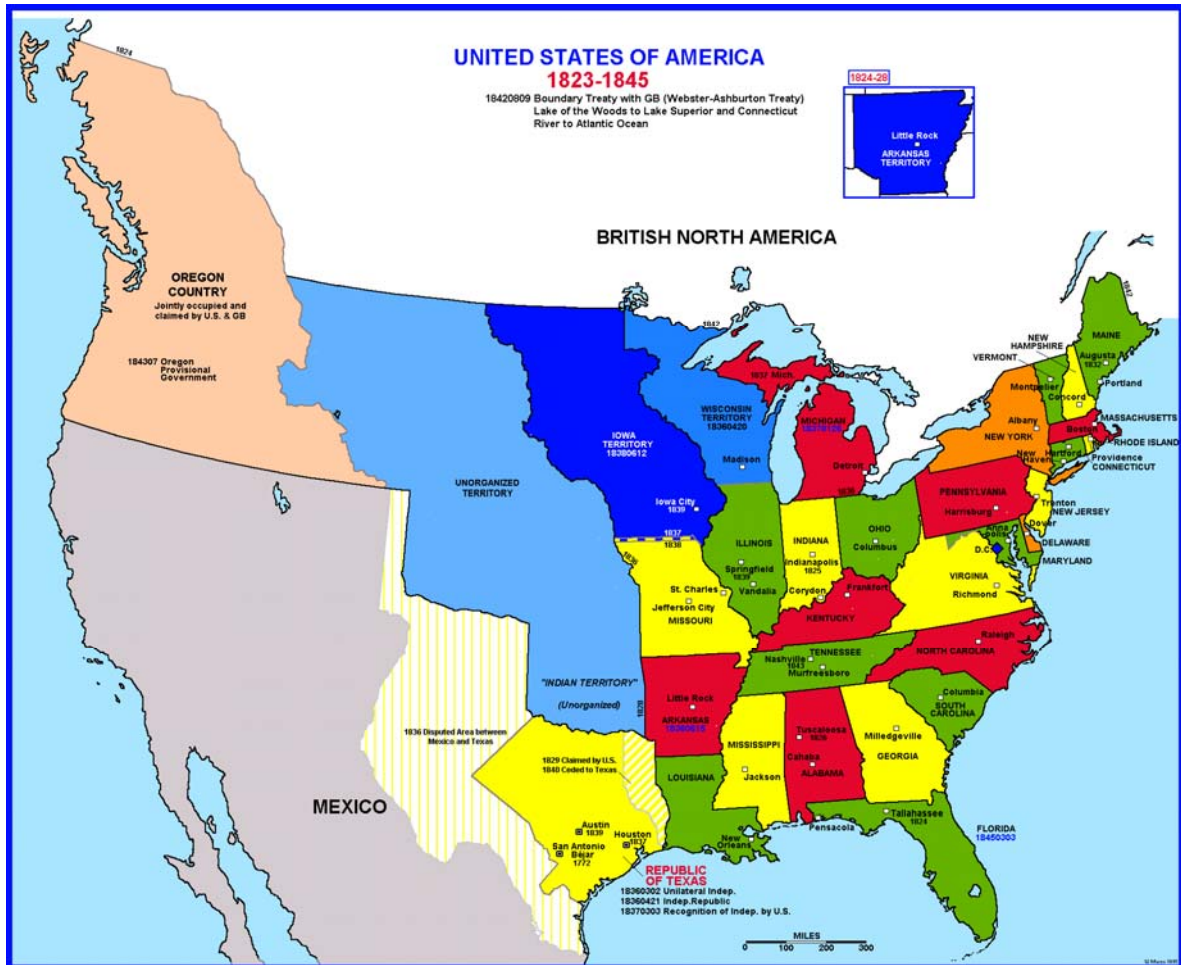 UNITED STATES OF AMERICA
1823-1845
18420809 Boundary Treaty with GB (Webster-Ashburton Treaty)
Lake of the Woods to Lake Superior and Connecticut
River to Atlantic Ocean
1824-28
Little Rock
ARKANSAS
TERRITORY
1824
BRITISH NORTH AMERICA
OREGON
COUNTRY
Jointly occupied and
claimed by U.S. & GB
184307 Oregon
Provisional
Government
UNORGANIZED
TERRITORY
IOWA
TERRITORY
18380612
Iowa City
1839
1837
1838
1836
1842
WISCONSIN
TERRITORY
18360420
Madison
1837 Mich.
MICHIGAN
Detroit
1836
MAINE
1842
Augusta
1832
Portland
NEW
HAMPSHIRE
VERMONT
Montpelier
Concord
MASSACHUSETTS
Boston
RHODE ISLAND
Providence
CONNECTICUT
Hartford
New
Haven
Albany
NEW YORK
PENNSYLVANIA
Harrisburg
Trenton
NEW JERSEY
Dover
DELAWARE
Anna
polis
D.C.
MARYLAND
OHIO
Columbus
INDIANA
Indianapolis
1825
Corydon
ILLINOIS
Springfield
1839
Vandalia
St. Charles
Jefferson City
MISSOURI
Frankfort
KENTUCKY
VIRGINIA
Richmond
Raleigh
NORTH CAROLINA
TENNESSEE
Nashville
1843
Murfreesboro
Columbia
SOUTH
CAROLINA
"INDIAN TERRITORY"
(Unorganized)
1828
Little Rock
ARKANSAS
MISSISSIPPI
Jackson
Tuscaloosa
1826
Cahaba
ALABAMA
Milledgeville
GEORGIA
LOUISIANA
New
Orleans
Pensacola
Tallahassee
1824
FLORIDA
18450303
1836 Disputed Area between
Mexico and Texas
1829 Claimed by U.S.
1840 Ceded to Texas
MEXICO
Austin
1839
Houston
1837
San Antonio
Béjar
1772
REPUBLIC
OF TEXAS
18360302 Unilateral Indep.
18360421 Indep.Republic
18370303 Recognition of Indep. by U.S.
MILES
0 100 200 300